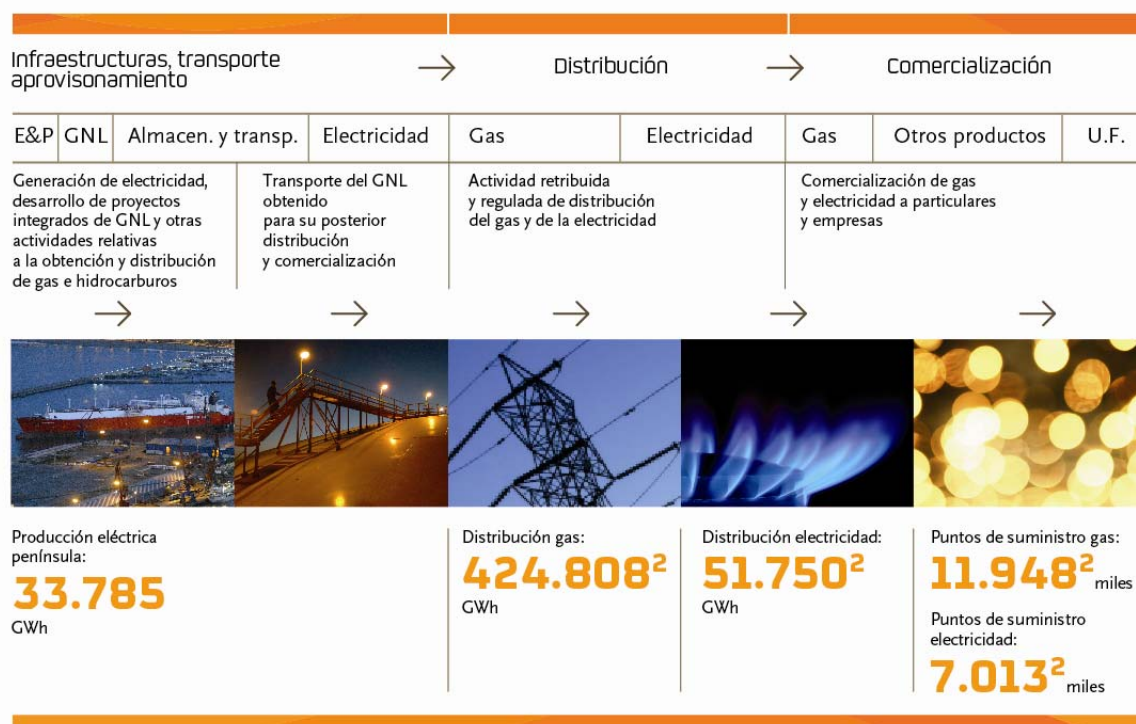 Infraestructuras, transporte
aprovisonamiento
→
Distribución
→
Comercialización
E&P
GNL
Almacen. y transp.
Electricidad
Gas
Electricidad
Gas
Otros productos
U.F.
Generación de electricidad,
desarrollo de proyectos
integrados de GNL y otras
actividades relativas
a la obtención y distribución
de gas e hidrocarburos
Transporte del GNL
obtenido
para su posterior
distribución
y comercialización
Actividad retribuida
y regulada de distribución
del gas y de la electricidad
Comercialización de gas
y electricidad a particulares
y empresas
Producción eléctrica
península:
33.785
GWh
Distribución gas:
424.808²
GWh
Distribución electricidad:
51.750²
GWh
Puntos de suministro gas:
11.948² miles
Puntos de suministro
electricidad:
7.013² miles